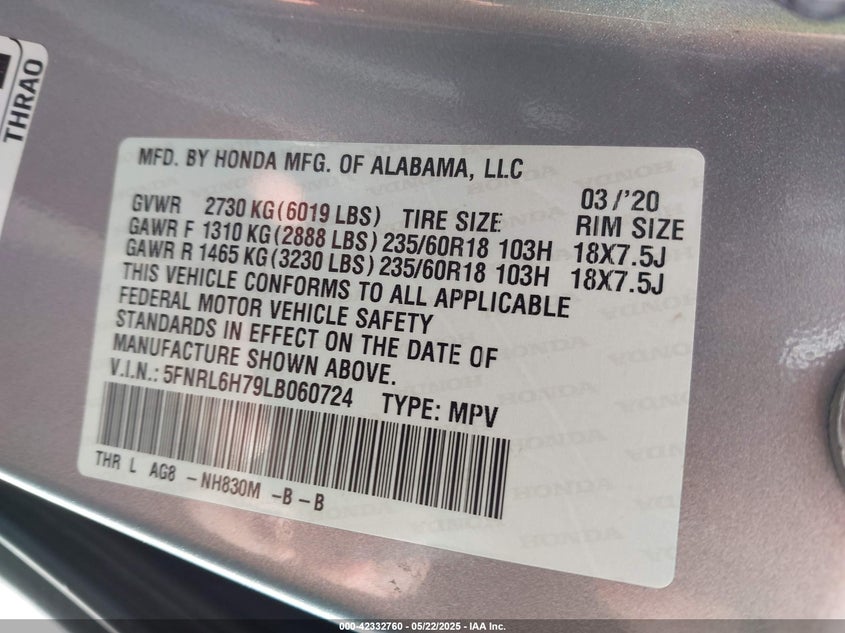 THRAO
MFD. BY HONDA MFG. OF ALABAMA, LLC
03 /'20
GVWR 2730 KG (6019 LBS) TIRE SIZE RIM SIZE
GAWR F 1310 KG (2888 LBS) 235/60R18 103H 18X7.5J
GAWR R 1465 KG (3230 LBS) 235/60R18 103H 18X7.5J
THIS VEHICLE CONFORMS TO ALL APPLICABLE
FEDERAL MOTOR VEHICLE SAFETY
STANDARDS IN EFFECT ON THE DATE OF
MANUFACTURE SHOWN ABOVE.
V.I.N.: 5FNRL6H79LB060724 TYPE: MPV
THR L AG8 -NH830M -B -B
000-42332760 - 05/22/2025 - IAA Inc.